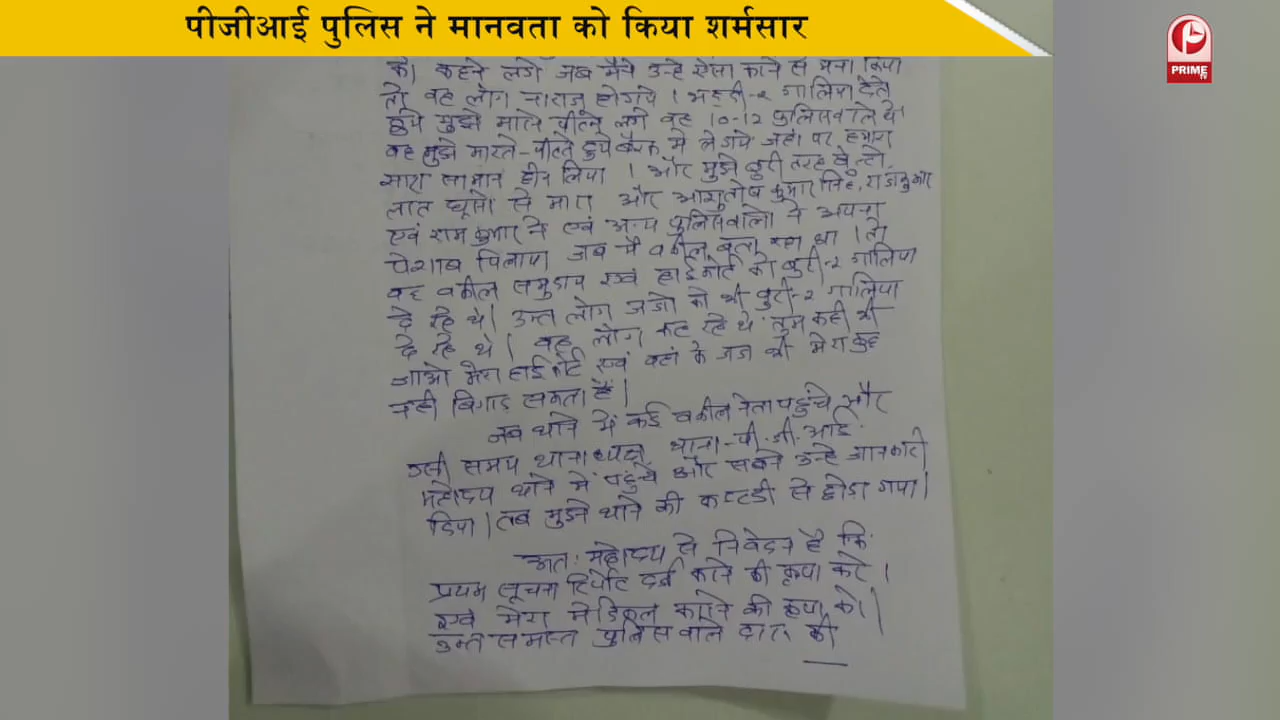 पीजीआई पुलिस ने मानवता को किया शर्मसार
PRIME
TV
को कहने लगे जब मैने उन्हे ऐसा करने से मना किया
तो वह लोग नाराज होगये। भद्दी-२ गालिया देते
हुये मुझे मारने पीटने लगे वह 10-12 पुलिसवाले थे
वह मुझे मारते-पीटते हुये बैरक मे लेगये जहां पर हमारा
सारा सामान छीन लिया। और मुझे बुरी तरह से
लात घूंसो से मारा और आशुतोष कुमार सिंह, राजकुमार
एवं राम कुमार ने एवं अन्य पुलिसवालो ने अपना
पेशाब पिलाया जब मै वकील बता रहा था। तो
वह वकील समुदाय एवं हाईकोर्ट को बुरी-२ गालिया
दे रहे थे। उक्त लोग जजो को भी बुरी-२ गालिया
दे रहे थे। वह लोग कह रहे थे तुम कही भी
जाओ मेरा हाईकोर्ट एवं वहां के जज भी मेरा कुछ
नही बिगाड़ सकता है।
जब थाने में कई वकील नेता पहुंचे और
उसी समय थानाध्यक्ष थाना-पी.जी.आई.
महोदय थाने में पहुंचे और सबने उन्हे जानकारी
दिया। तब मुझे थाने की कस्टडी से छोड़ा गया।
अतः महोदय से निवेदन है कि
प्रथम सूचना रिपोर्ट दर्ज करने की कृपा करे।
एवं मेरा मेडिकल कराने की कृपा करे।
उक्त समस्त पुलिस वाले द्वारा की